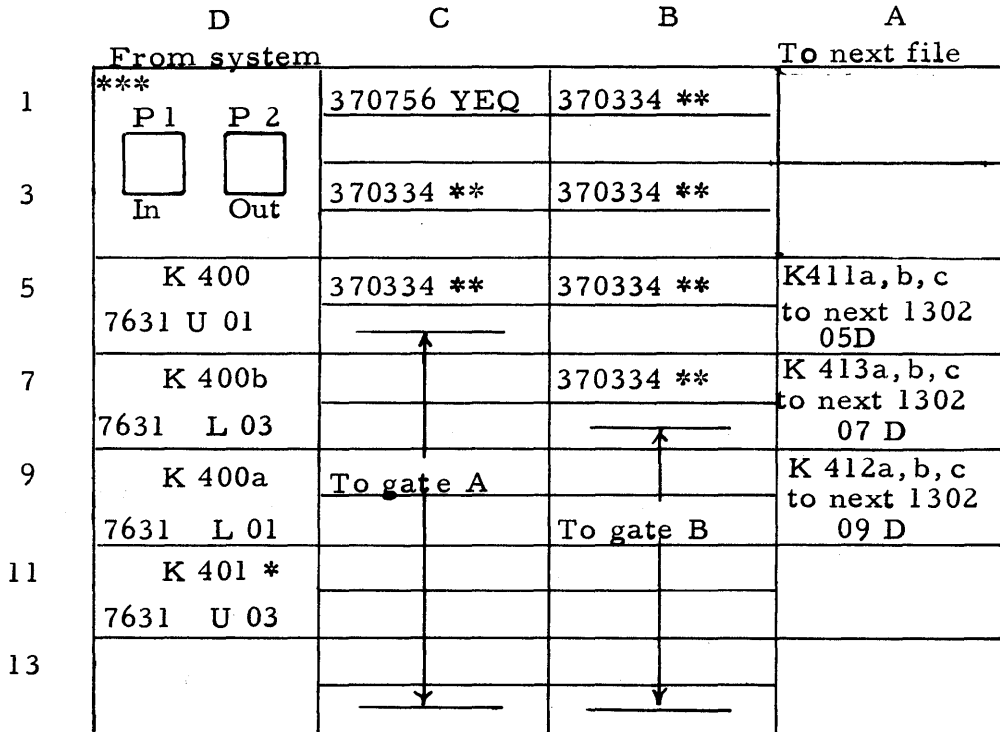 D C B A
From system To next file
1 *** 370756 YEQ 370334 **
P 1 P 2
3 370334 ** 370334 **
In Out
5 K 400 370334 ** 370334 ** K411a, b, c
7631 U 01 to next 1302
05D
7 K 400b 370334 ** K 413a, b, c
to next 1302
7631 L 03 07 D
9 K 400a To gate A K 412a, b, c
to next 1302
7631 L 01 To gate B 09 D
11 K 401 *
7631 U 03
13